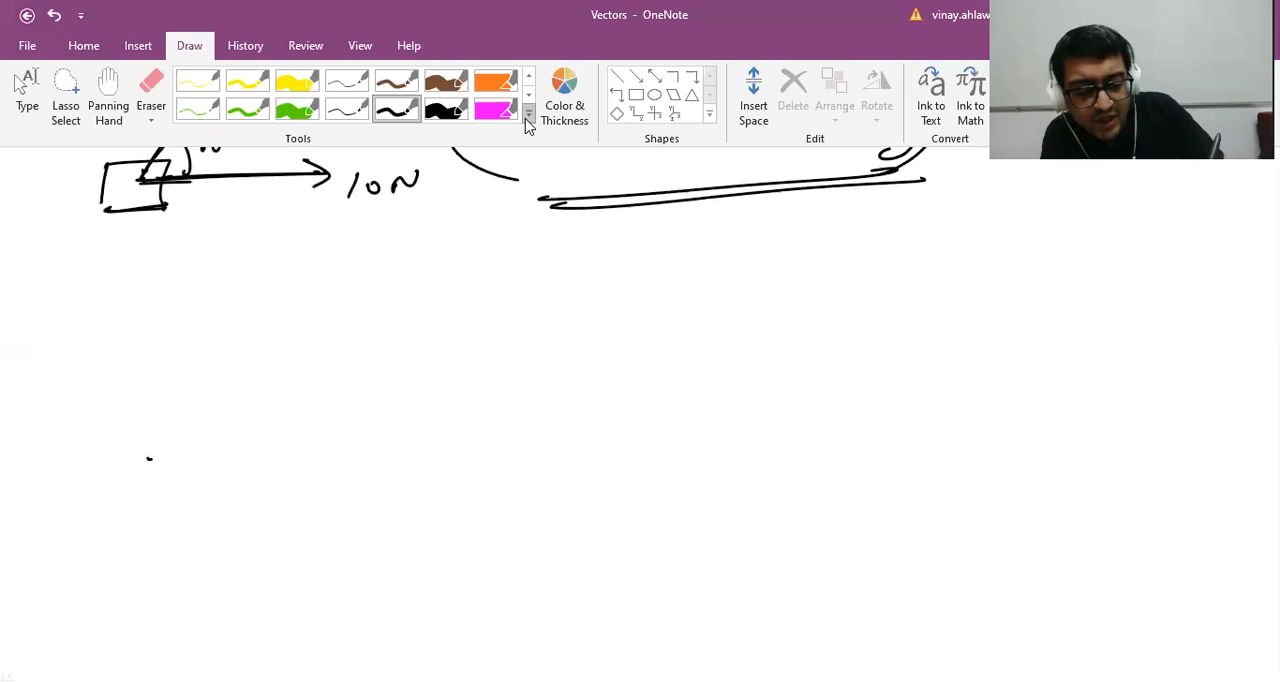 Vectors - OneNote
vinay.ahlaw
File Home Insert Draw History Review View Help
Type
Lasso Select
Panning Hand
Eraser
Color & Thickness
Insert Space
Delete
Arrange
Rotate
Ink to Text
Ink to Math
Tools
Shapes
Edit
Convert
10 N